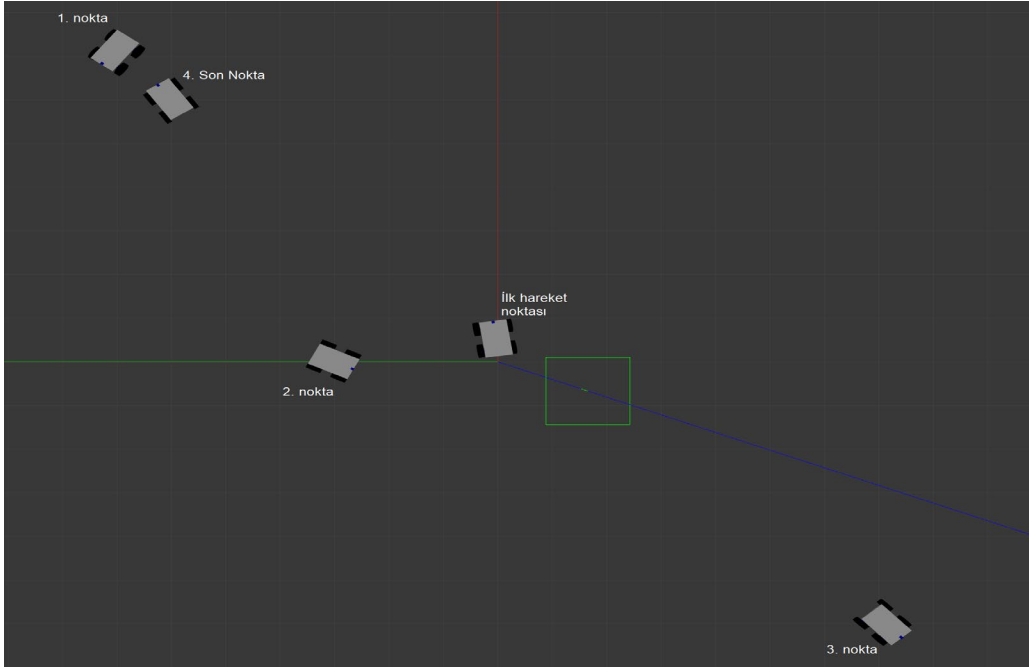 1. nokta
4. Son Nokta
İlk hareket
noktası
2. nokta
3. nokta